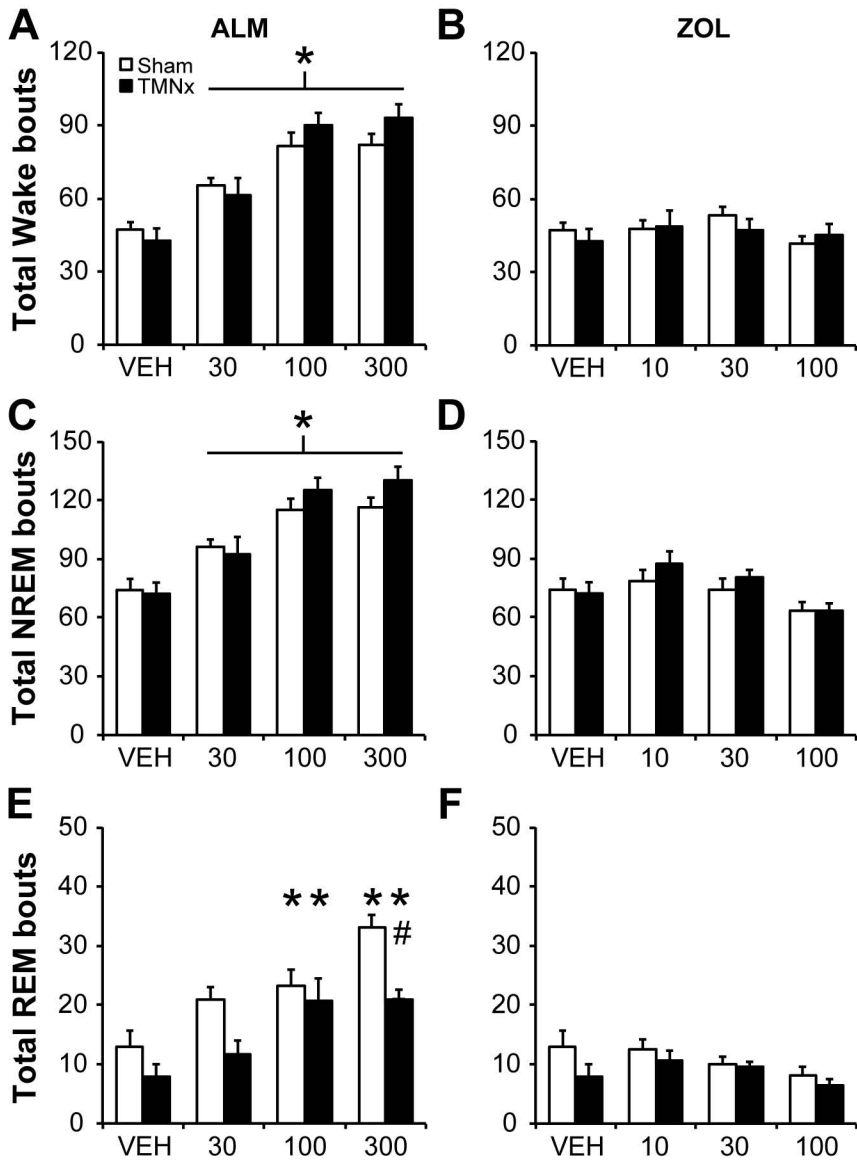 A ALM B ZOL
Sham
TMNx
*
Total Wake bouts
120
90
60
30
0
VEH 30 100 300
120
90
60
30
0
VEH 10 30 100
C D
*
Total NREM bouts
150
120
90
60
30
0
VEH 30 100 300
150
120
90
60
30
0
VEH 10 30 100
E F
Total REM bouts
50
40
30
20
10
0
* * * *
#
VEH 30 100 300
50
40
30
20
10
0
VEH 10 30 100